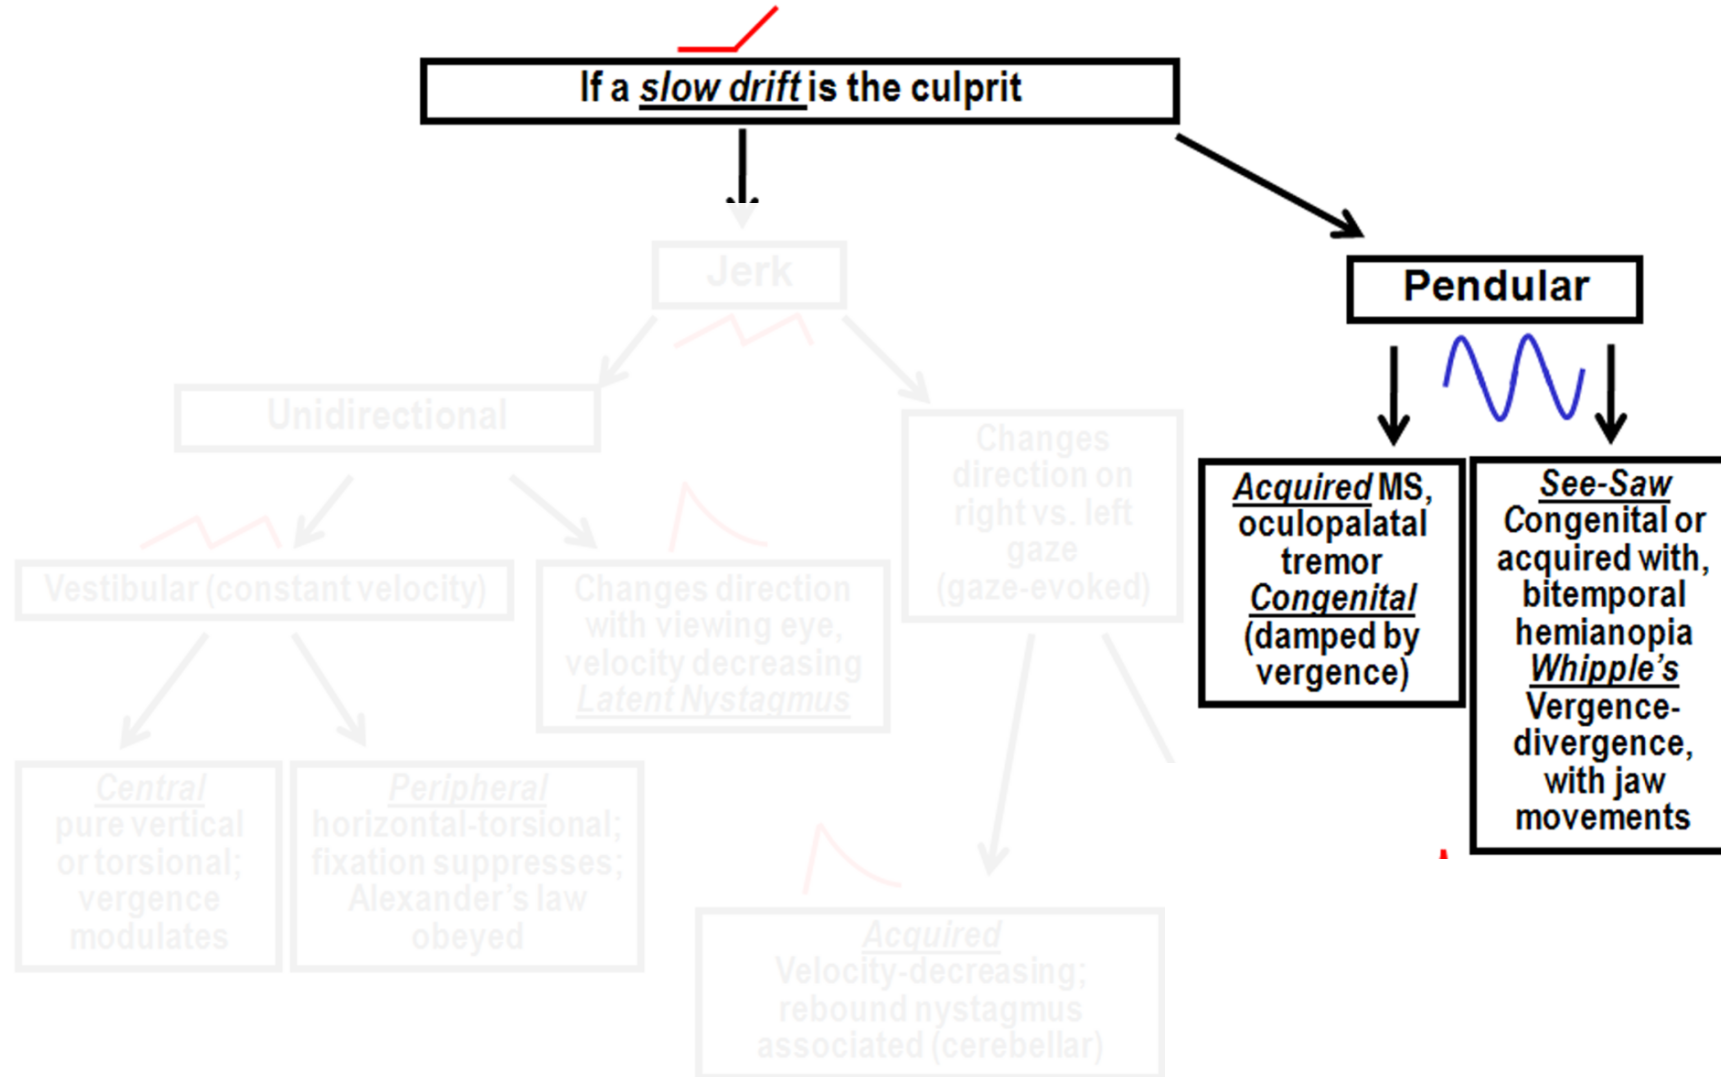 If a slow drift is the culprit
Jerk
Pendular
Unidirectional
Changes
direction on
right vs. left
gaze
(gaze-evoked)
Acquired MS,
oculopalatal
tremor
Congenital
(damped by
vergence)
See-Saw
Congenital or
acquired with,
bitemporal
hemianopia
Whipple's
Vergence-
divergence,
with jaw
movements
Vestibular (constant velocity)
Changes direction
with viewing eye,
velocity decreasing
Latent Nystagmus
Central
pure vertical
or torsional;
vergence
modulates
Peripheral
horizontal-torsional;
fixation suppresses;
Alexander's law
obeyed
Acquired
Velocity-decreasing;
rebound nystagmus
associated (cerebellar)